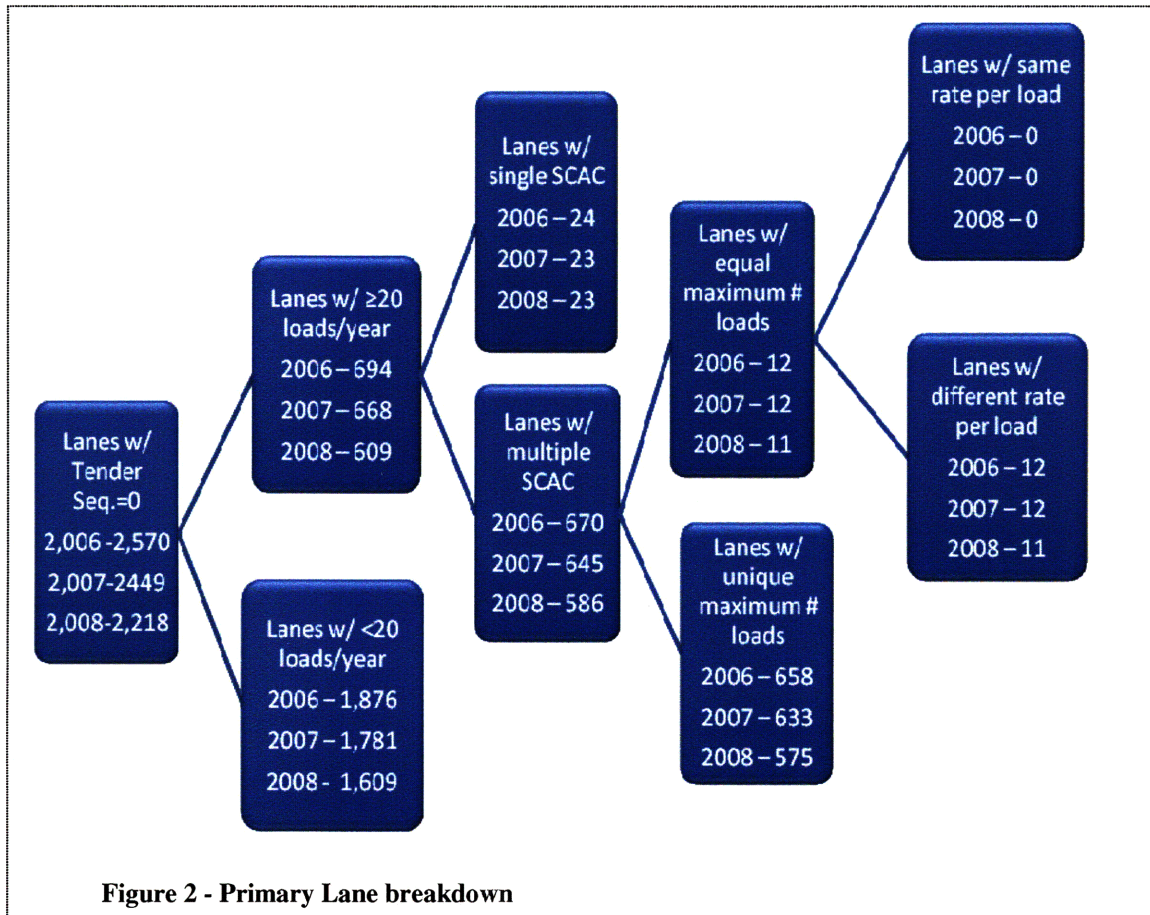 Lanes w/
Tender
Seq.=0
2,006-2,570
2,007-2449
2,008-2,218
Lanes w/ ≥20
loads/year
2006 – 694
2007 – 668
2008 – 609
Lanes w/ <20
loads/year
2006 – 1,876
2007 – 1,781
2008 - 1,609
Lanes w/
single SCAC
2006 – 24
2007 – 23
2008 – 23
Lanes w/
multiple
SCAC
2006 – 670
2007 – 645
2008 – 586
Lanes w/
equal
maximum #
loads
2006 – 12
2007 – 12
2008 – 11
Lanes w/
unique
maximum #
loads
2006 – 658
2007 – 633
2008 – 575
Lanes w/ same
rate per load
2006 – 0
2007 – 0
2008 – 0
Lanes w/
different rate
per load
2006 – 12
2007 – 12
2008 – 11
Figure 2 - Primary Lane breakdown